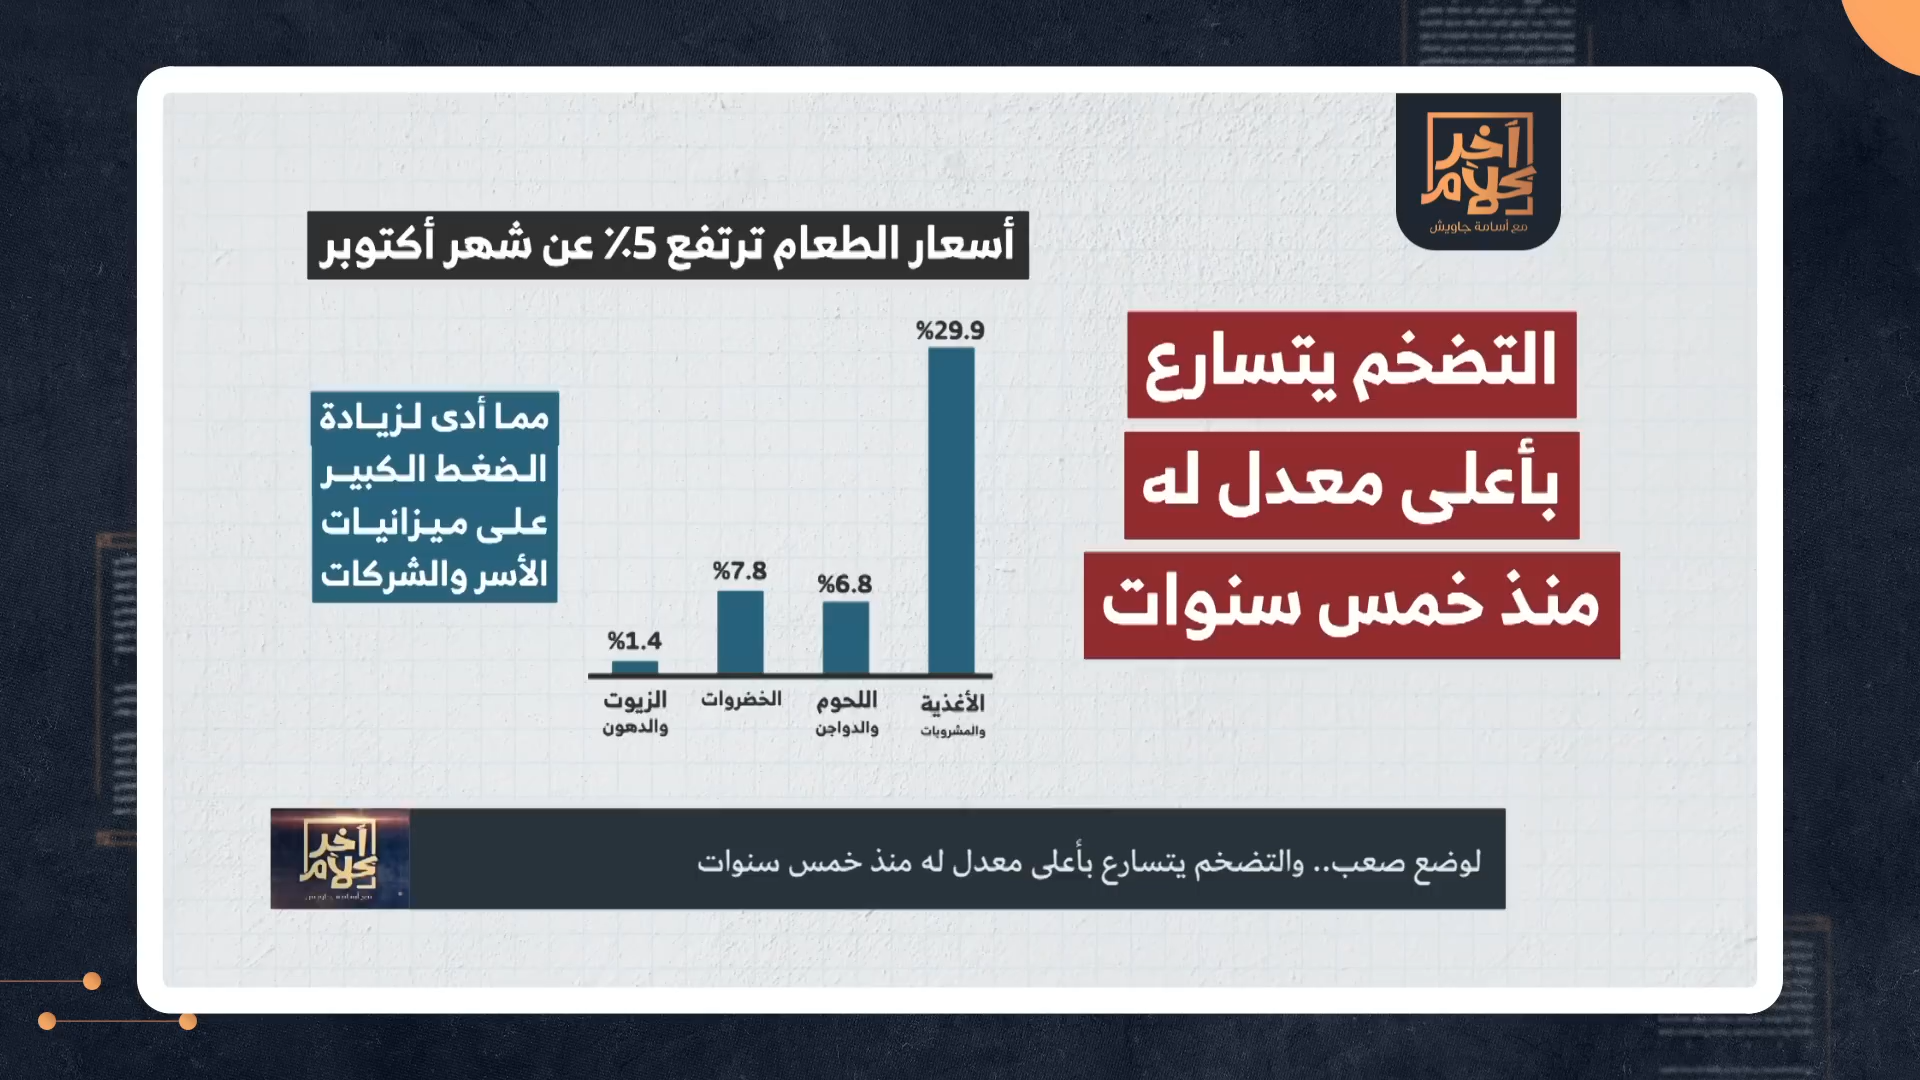 آخر
كلام
مع أسامة جاويش
التضخم يتسارع
بأعلى معدل له
منذ خمس سنوات
أسعار الطعام ترتفع 5٪ عن شهر أكتوبر
%29.9
%6.8
%7.8
%1.4
الأغذية
والمشروبات
اللحوم
والدواجن
الخضروات
الزيوت
والدهون
مما أدى لزيادة
الضغط الكبير
على ميزانيات
الأسر والشركات
لوضع صعب.. والتضخم يتسارع بأعلى معدل له منذ خمس سنوات
آخر
كلام